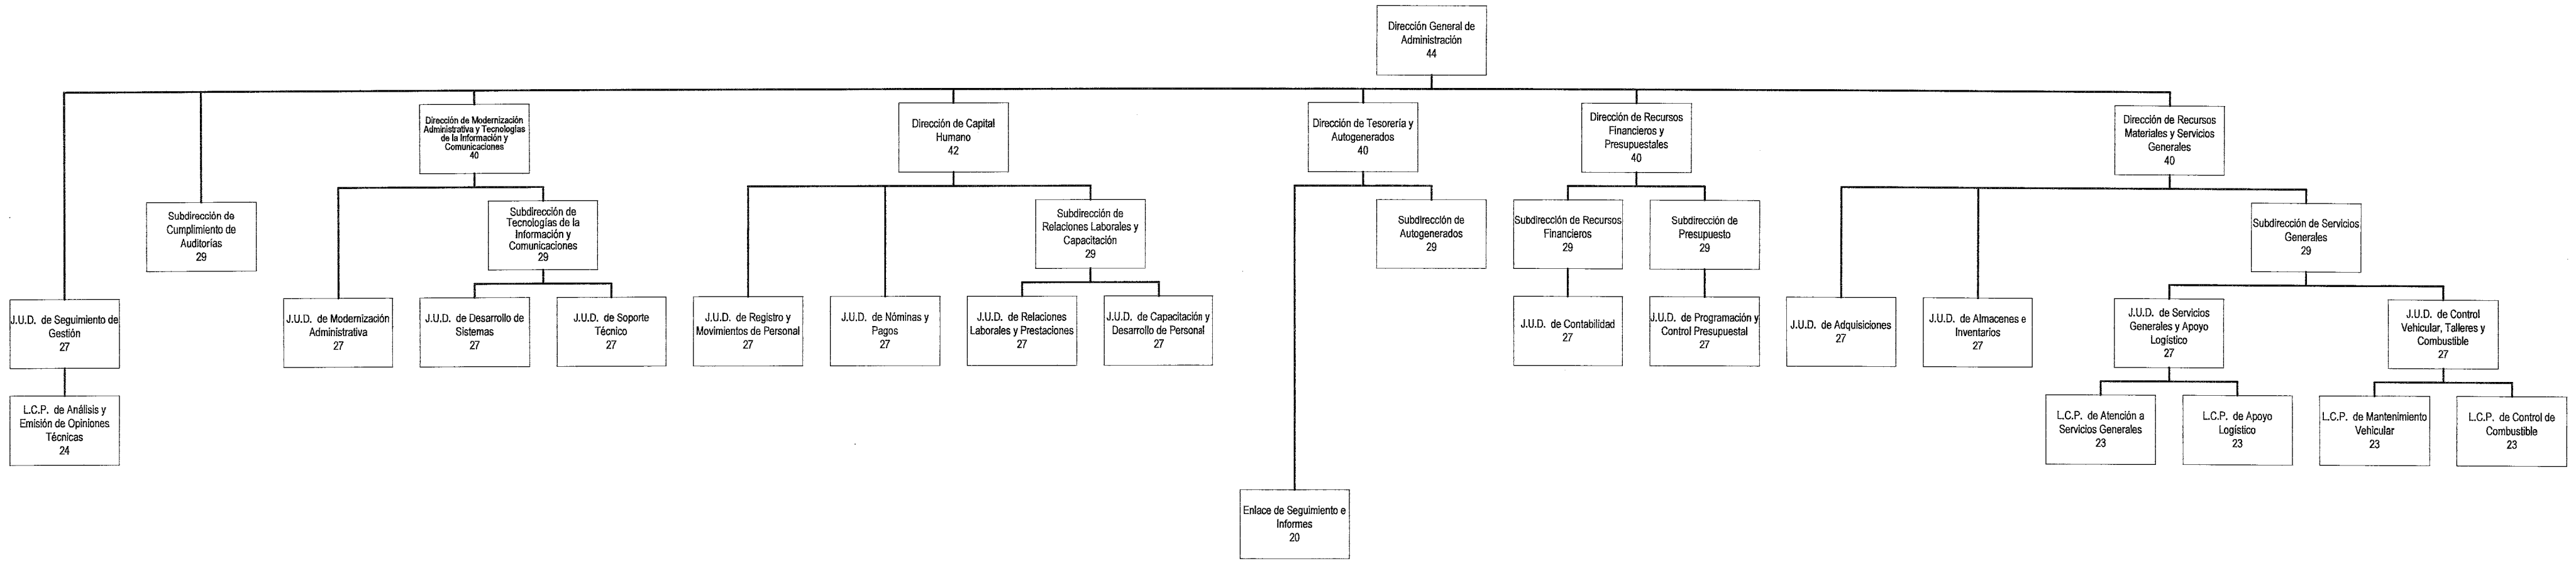 Dirección General de
Administración
44
Dirección de Modernización
Administrativa y Tecnologías
de la Información y
Comunicaciones
40
Dirección de Capital
Humano
42
Dirección de Tesorería y
Autogenerados
40
Dirección de Recursos
Financieros y
Presupuestales
40
Dirección de Recursos
Materiales y Servicios
Generales
40
Subdirección de
Cumplimiento de
Auditorías
29
Subdirección de
Tecnologías de la
Información y
Comunicaciones
29
Subdirección de
Relaciones Laborales y
Capacitación
29
Subdirección de
Autogenerados
29
Subdirección de Recursos
Financieros
29
Subdirección de
Presupuesto
29
Subdirección de Servicios
Generales
29
J.U.D. de Seguimiento de
Gestión
27
J.U.D. de Modernización
Administrativa
27
J.U.D. de Desarrollo de
Sistemas
27
J.U.D. de Soporte
Técnico
27
J.U.D. de Registro y
Movimientos de Personal
27
J.U.D. de Nóminas y
Pagos
27
J.U.D. de Relaciones
Laborales y Prestaciones
27
J.U.D. de Capacitación y
Desarrollo de Personal
27
J.U.D. de Contabilidad
27
J.U.D. de Programación y
Control Presupuestal
27
J.U.D. de Adquisiciones
27
J.U.D. de Almacenes e
Inventarios
27
J.U.D. de Servicios
Generales y Apoyo
Logístico
27
J.U.D. de Control
Vehicular, Talleres y
Combustible
27
L.C.P. de Análisis y
Emisión de Opiniones
Técnicas
24
L.C.P. de Atención a
Servicios Generales
23
L.C.P. de Apoyo
Logístico
23
L.C.P. de Mantenimiento
Vehicular
23
L.C.P. de Control de
Combustible
23
Enlace de Seguimiento e
Informes
20